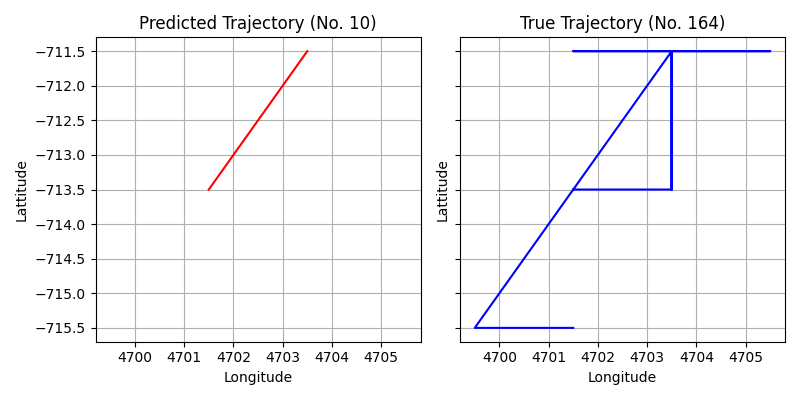 Predicted Trajectory (No. 10)
True Trajectory (No. 164)
−711.5
−712.0
−712.5
−713.0
−713.5
−714.0
−714.5
−715.0
−715.5
Lattitude
Lattitude
4700 4701 4702 4703 4704 4705
4700 4701 4702 4703 4704 4705
Longitude
Longitude